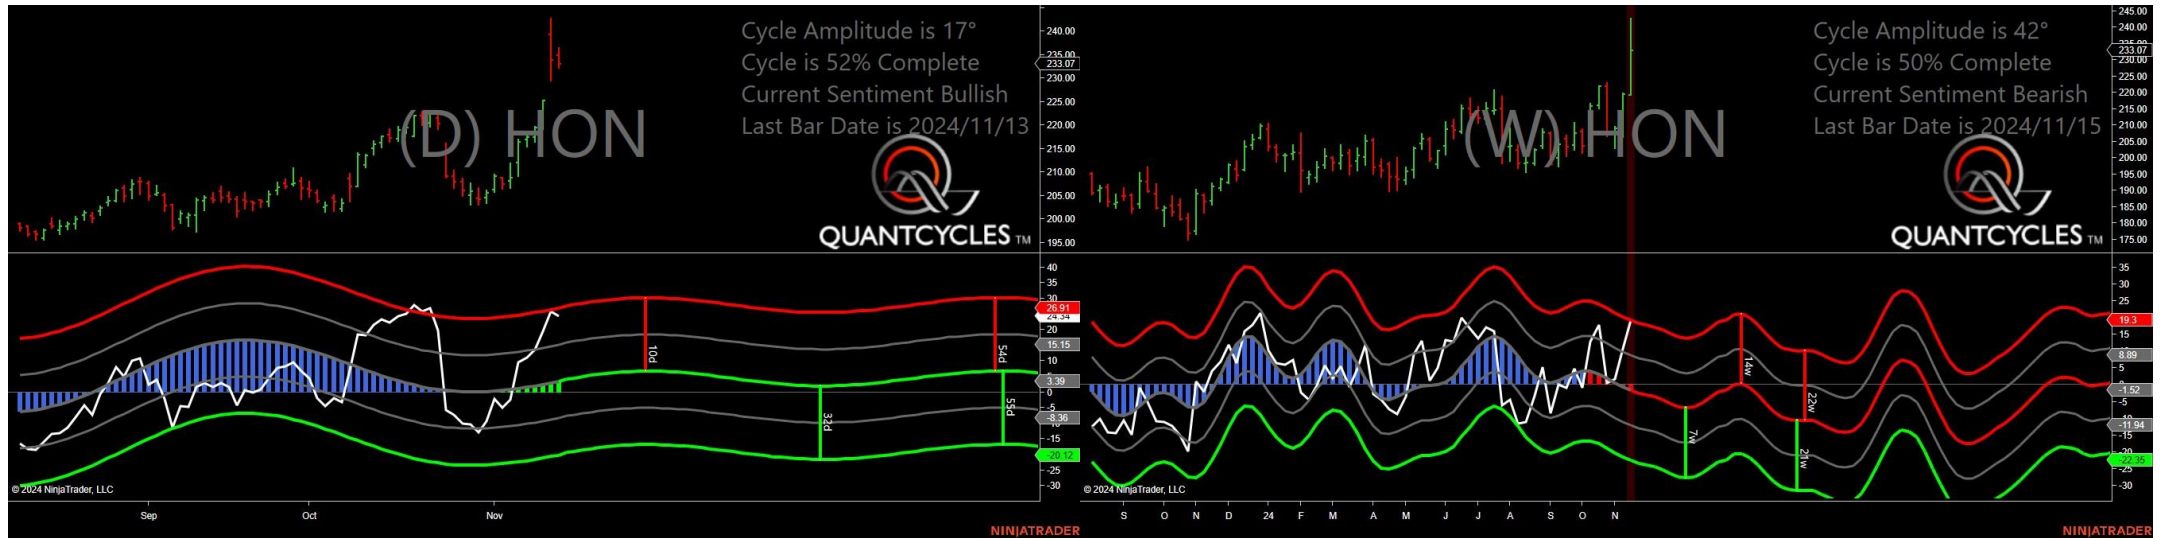 Cycle Amplitude is 17°
Cycle is 52% Complete
Current Sentiment Bullish
Last Bar Date is 2024/11/13
(D) HON
QUANTCYCLES TM
240.00
235.00
233.07
230.00
225.00
220.00
215.00
210.00
205.00
200.00
195.00
40
35
30
26.91
24.34
20
15.15
10
5
3.39
0
-5
-8.36
-15
-20.12
-25
-30
10d
32d
54d
55d
© 2024 NinjaTrader, LLC
Sep Oct Nov
NINJATRADER
Cycle Amplitude is 42°
Cycle is 50% Complete
Current Sentiment Bearish
Last Bar Date is 2024/11/15
(W) HON
QUANTCYCLES TM
245.00
240.00
233.07
230.00
225.00
220.00
215.00
210.00
205.00
200.00
195.00
190.00
185.00
180.00
175.00
35
30
25
19.3
15
8.89
5
-1.52
-5
-11.94
-15
-22.35
-25
-30
14w
22w
7w
21w
© 2024 NinjaTrader, LLC
S O N D 24 F M A M J J A S O N
NINJATRADER